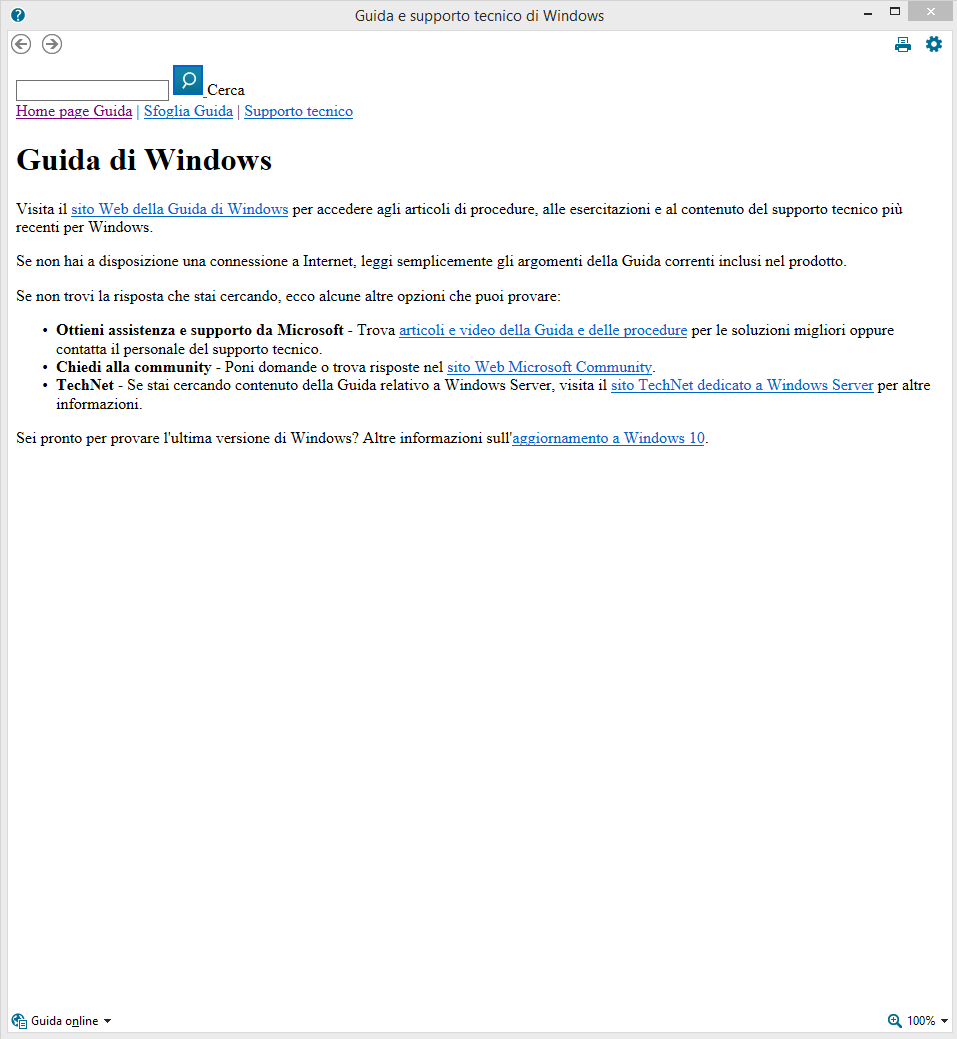 Guida e supporto tecnico di Windows
Cerca
Home page Guida | Sfoglia Guida | Supporto tecnico
Guida di Windows
Visita il sito Web della Guida di Windows per accedere agli articoli di procedure, alle esercitazioni e al contenuto del supporto tecnico più
recenti per Windows.
Se non hai a disposizione una connessione a Internet, leggi semplicemente gli argomenti della Guida correnti inclusi nel prodotto.
Se non trovi la risposta che stai cercando, ecco alcune altre opzioni che puoi provare:
• Ottieni assistenza e supporto da Microsoft - Trova articoli e video della Guida e delle procedure per le soluzioni migliori oppure
contatta il personale del supporto tecnico.
• Chiedi alla community - Poni domande o trova risposte nel sito Web Microsoft Community.
• TechNet - Se stai cercando contenuto della Guida relativo a Windows Server, visita il sito TechNet dedicato a Windows Server per altre
informazioni.
Sei pronto per provare l'ultima versione di Windows? Altre informazioni sull'aggiornamento a Windows 10.
Guida online
100%